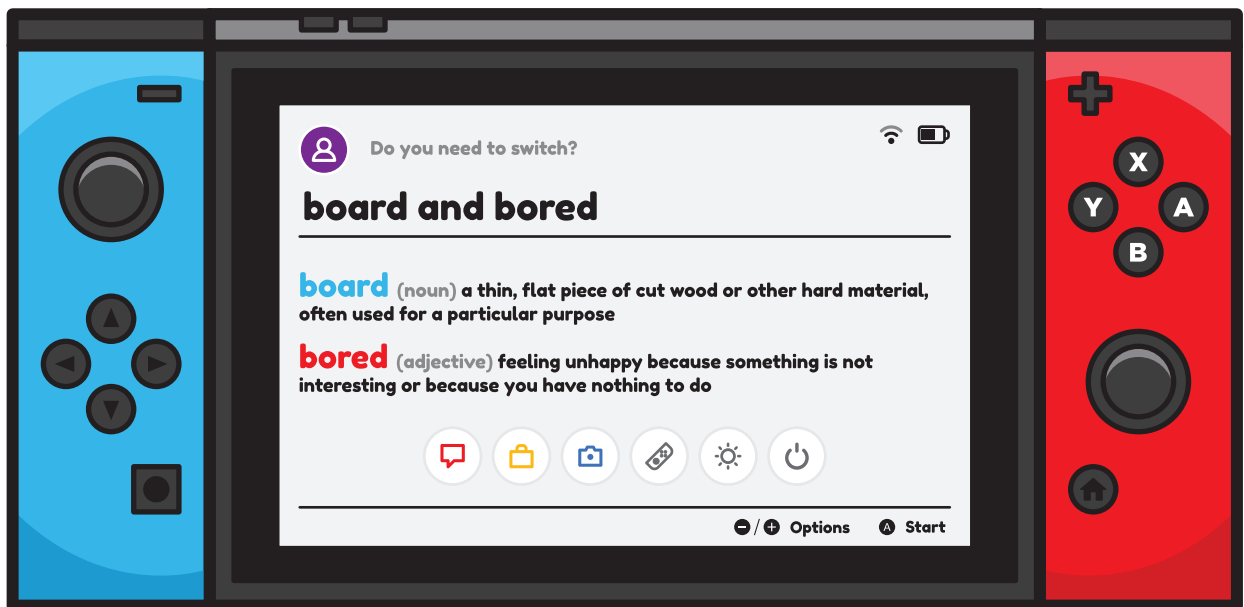 Do you need to switch?
board and bored
board (noun) a thin, flat piece of cut wood or other hard material,
often used for a particular purpose
bored (adjective) feeling unhappy because something is not
interesting or because you have nothing to do
/ Options A Start
X
Y A
B